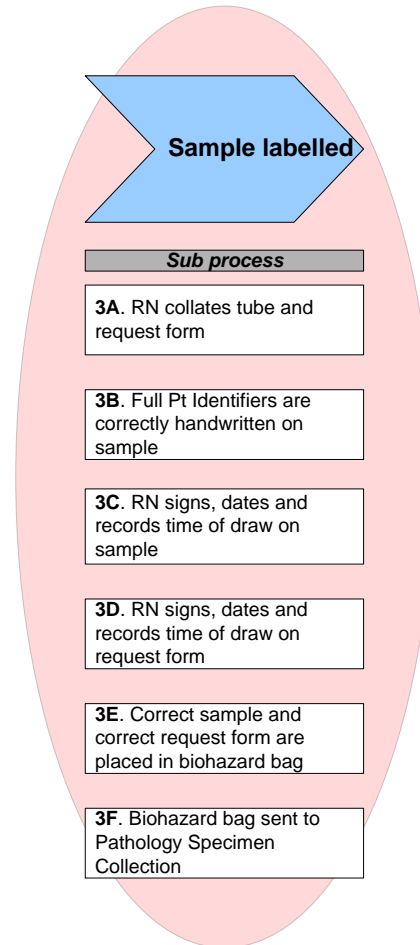 Sample labelled
Sub process
3A. RN collates tube and
request form
3B. Full Pt Identifiers are
correctly handwritten on
sample
3C. RN signs, dates and
records time of draw on
sample
3D. RN signs, dates and
records time of draw on
request form
3E. Correct sample and
correct request form are
placed in biohazard bag
3F. Biohazard bag sent to
Pathology Specimen
Collection